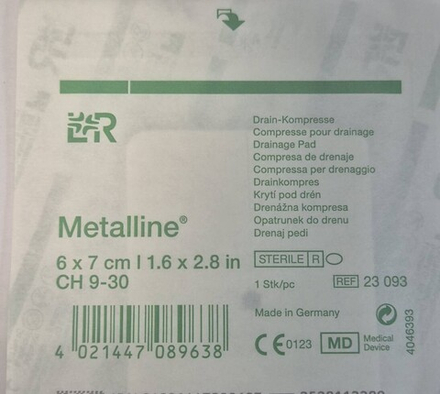 L&R
Drain-Kompresse
Compresse pour drainage
Drainage Pad
Compresa de drenaje
Compressa per drenaggio
Drainkompres
Krytí pod drén
Drenážna kompresa
Opatrunek do drenu
Drenaj pedi
Metalline®
6 x 7 cm I 1.6 x 2.8 in
CH 9-30
STERILE R
1 Stk/pc
REF 23 093
Made in Germany
CE 0123
MD Medical
Device
4046393
4 021447 089638